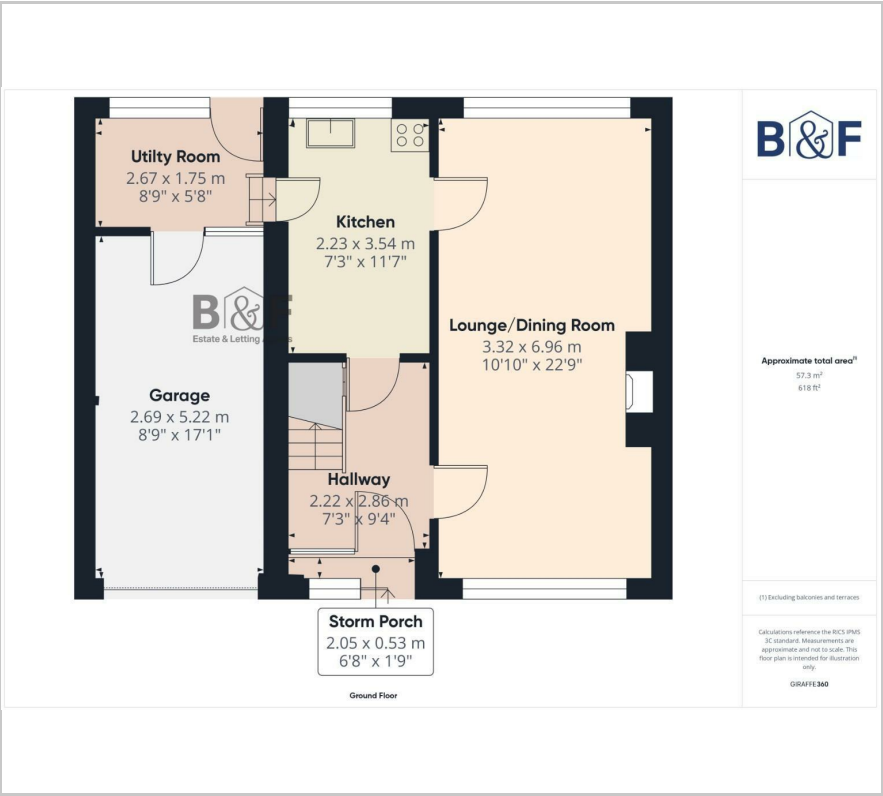 Utilty Room
2.67 x 1.75 m
8'9" x 5'8"
Kitchen
2.23 x 3.54 m
7'3" x 11'7"
B&F
Estate & Letting
Lounge/Dining Room
3.32 x 6.96 m
10'10" x 22'9"
Garage
2.69 x 5.22 m
8'9" x 17'1"
Hallway
2.22 x 2.86 m
7'3" x 9'4"
Storm Porch
2.05 x 0.53 m
6'8" x 1'9"
Ground Floor
B&F
Approximate total area⁽¹⁾
57.3 m²
618 ft²
(1) Excluding balconies and terraces
Calculations reference the RICS IPMS
3C standard. Measurements are
approximate and not to scale. This
floor plan is intended for illustration
only.
GIRAFFE360